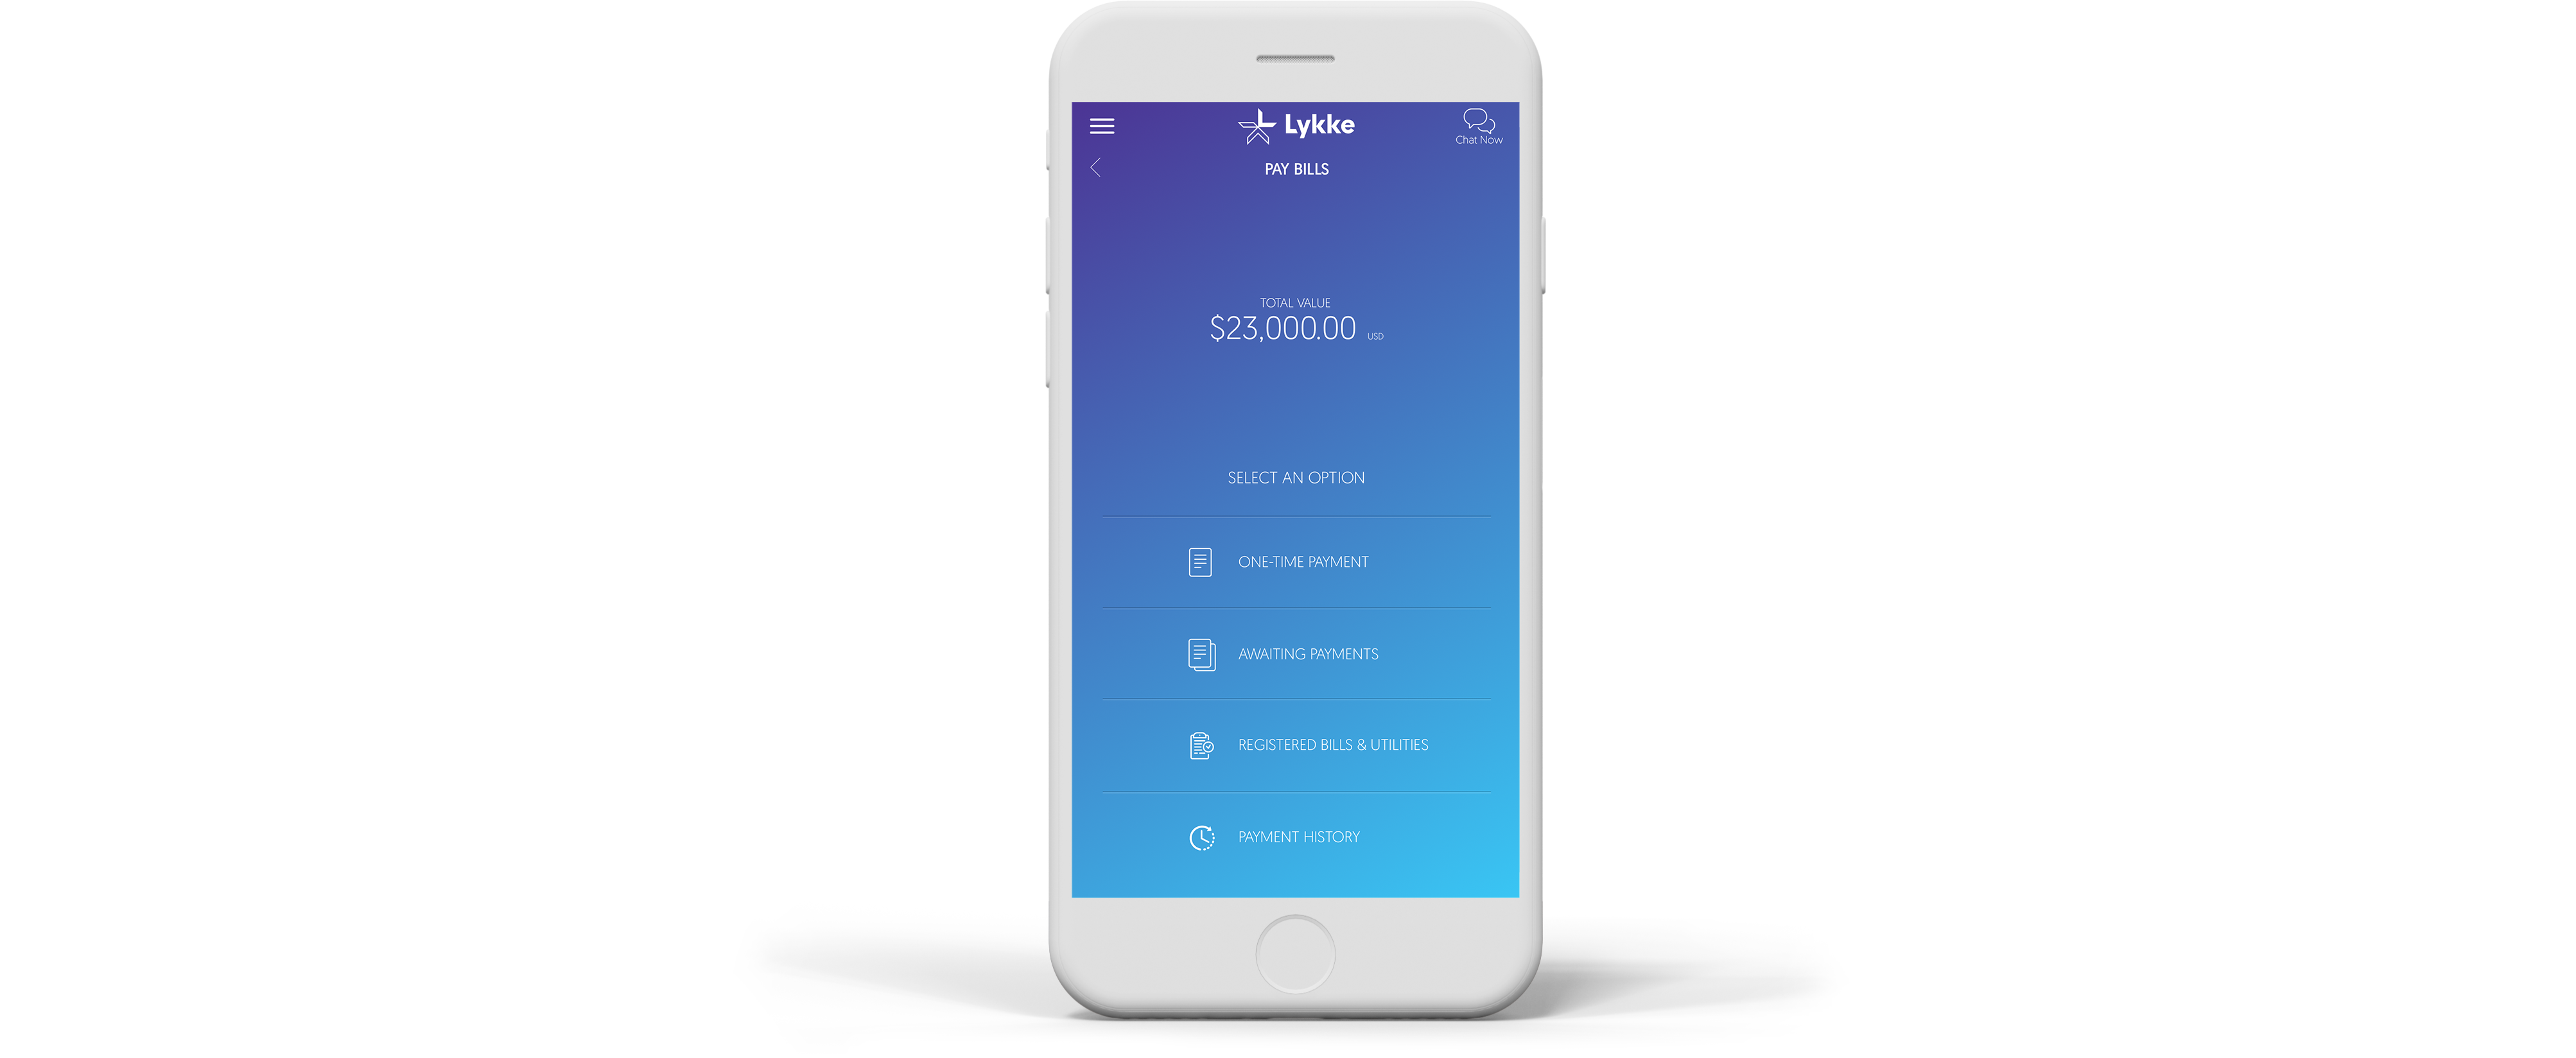 Lykke
Chat Now
PAY BILLS
TOTAL VALUE
$23,000.00 USD
SELECT AN OPTION
ONE-TIME PAYMENT
AWAITING PAYMENTS
REGISTERED BILLS & UTILITIES
PAYMENT HISTORY